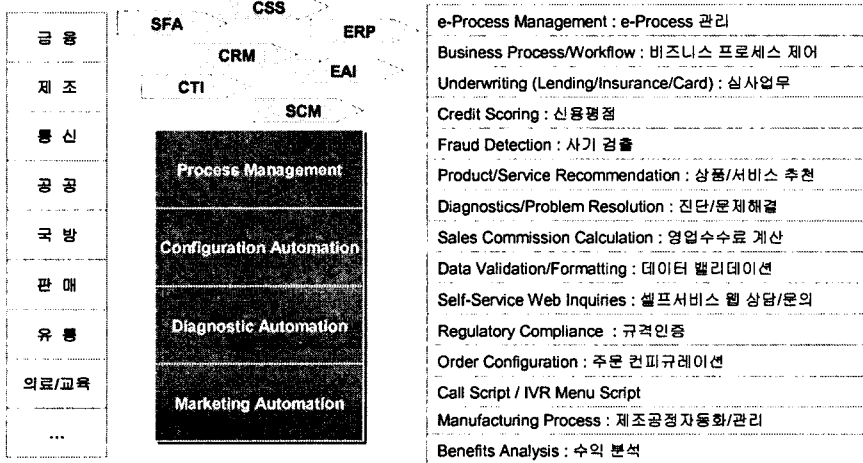 금 융
제 조
통 신
공 공
국 방
판 매
유 통
의료/교육
...
CSS
SFA
ERP
CRM
EAI
CTI
SCM
Process Management
Configuration Automation
Diagnostic Automation
Marketing Automation
e-Process Management : e-Process 관리
Business Process/Workflow : 비즈니스 프로세스 제어
Underwriting (Lending/Insurance/Card) : 심사업무
Credit Scoring : 신용평점
Fraud Detection : 사기 검출
Product/Service Recommendation : 상품/서비스 추천
Diagnostics/Problem Resolution : 진단/문제해결
Sales Commission Calculation : 영업수수료 계산
Data Validation/Formatting : 데이터 밸리데이션
Self-Service Web Inquiries : 셀프서비스 웹 상담/문의
Regulatory Compliance : 규격인증
Order Configuration : 주문 컨피규레이션
Call Script / IVR Menu Script
Manufacturing Process : 제조공정자동화/관리
Benefits Analysis : 수익 분석